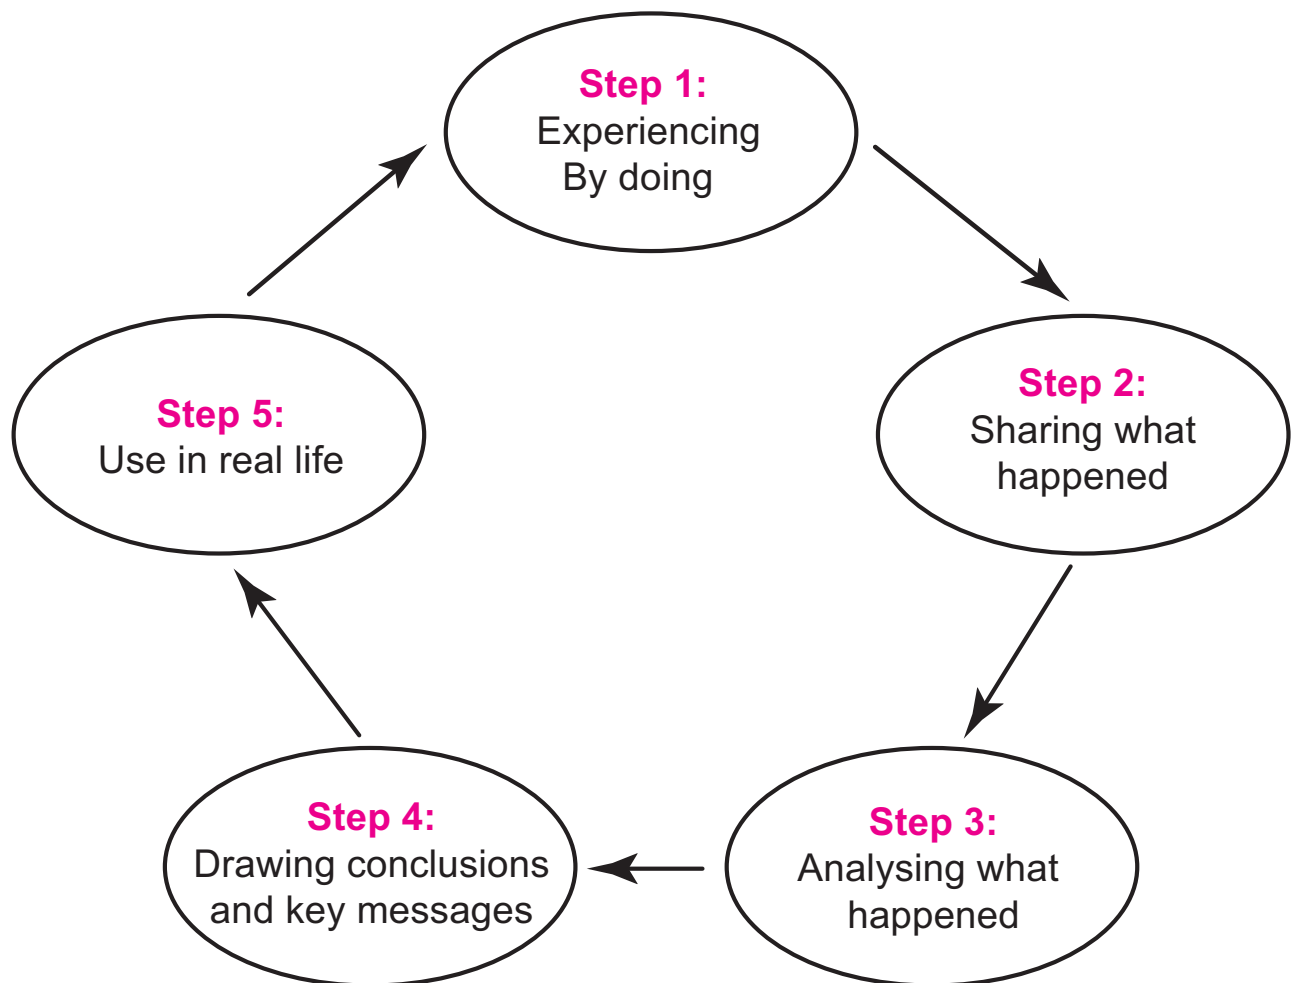 Step 1:
Experiencing
By doing
Step 2:
Sharing what
happened
Step 3:
Analysing what
happened
Step 4:
Drawing conclusions
and key messages
Step 5:
Use in real life